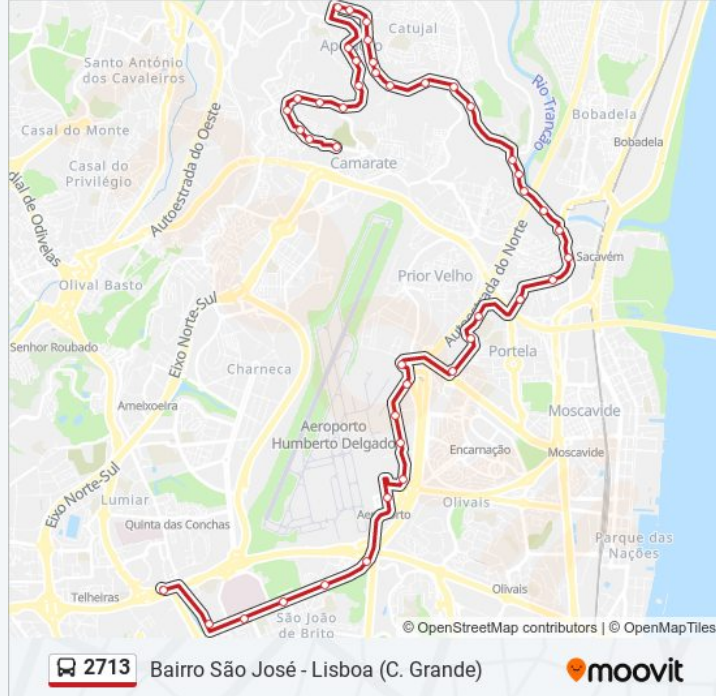 Catujal
Santo António
dos Cavaleiros
Rio Trancão
Bobadela
Casal do Monte
Bobadela
Autoestrada do Oeste
Casal do
Privilégio
Camarate
dial de Odivelas
Autoestrada do Norte
Sacavém
Prior Velho
Olival Basto
Eixo Norte-Sul
Senhor Roubado
Portela
Charneca
Ameixoeira
Moscavide
Aeroporto
Humberto Delgado
Encarnação
Moscavide
Eixo Norte-Sul
Lumiar
Olivais
Quinta das Conchas
Parque das
Nações
Telheiras
Olivais
São João
de Brito
© OpenStreetMap contributors | © OpenMapTiles
2713 Bairro São José - Lisboa (C. Grande) moovit